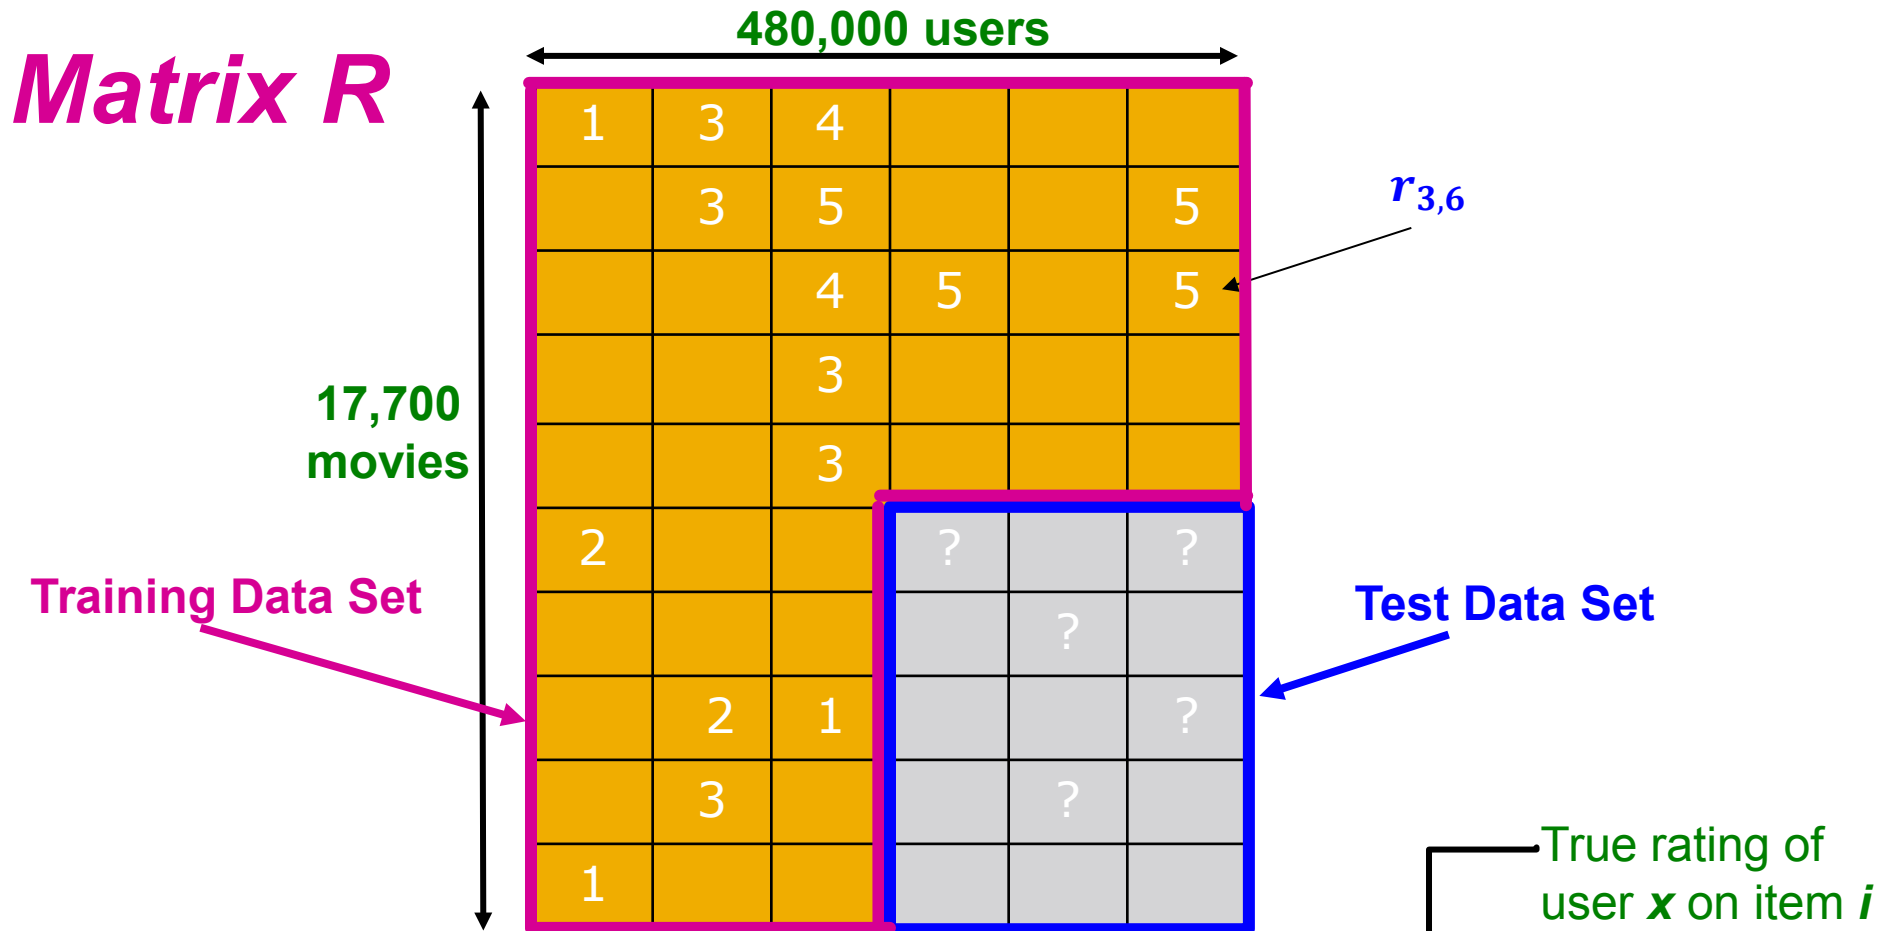 480,000 users
Matrix R
1 3 4
3 5 5
r3,6
4 5 5
3
17,700
movies
3
2 ? ?
Training Data Set
Test Data Set
?
2 1 ?
3 ?
1
True rating of
user x on item i